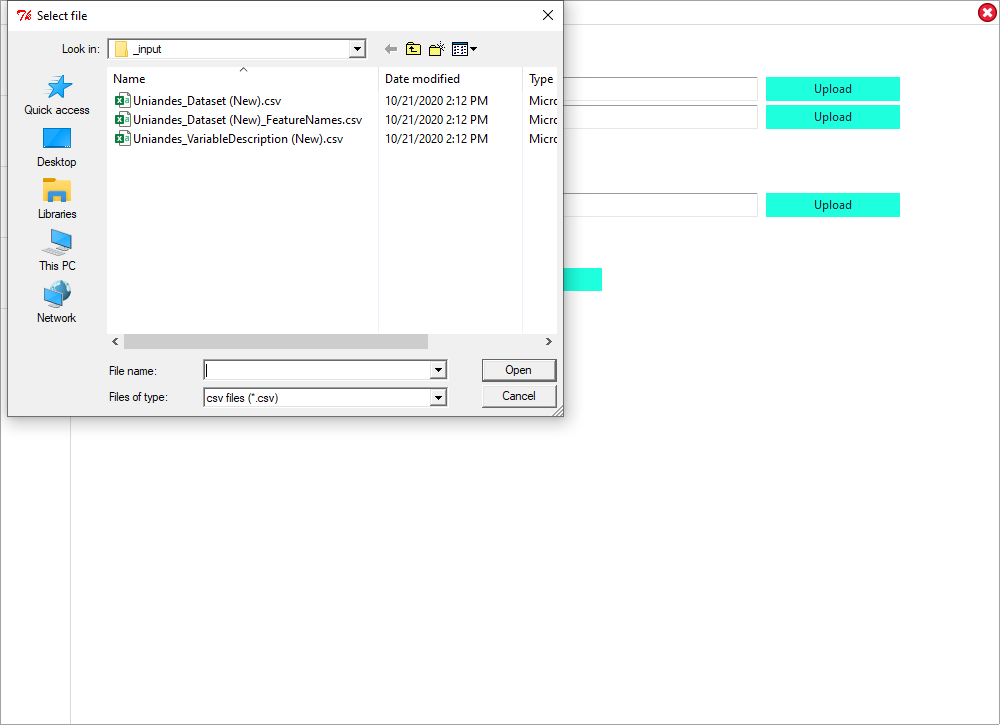 Select file
Look in:
_input
Name
Date modified
Type
Uniandes_Dataset (New).csv
10/21/2020 2:12 PM
Micro
Uniandes_Dataset (New)_FeatureNames.csv
10/21/2020 2:12 PM
Micro
Uniandes_VariableDescription (New).csv
10/21/2020 2:12 PM
Micro
Quick access
Desktop
Libraries
This PC
Network
File name:
Open
Files of type:
csv files (*.csv)
Cancel
Upload
Upload
Upload